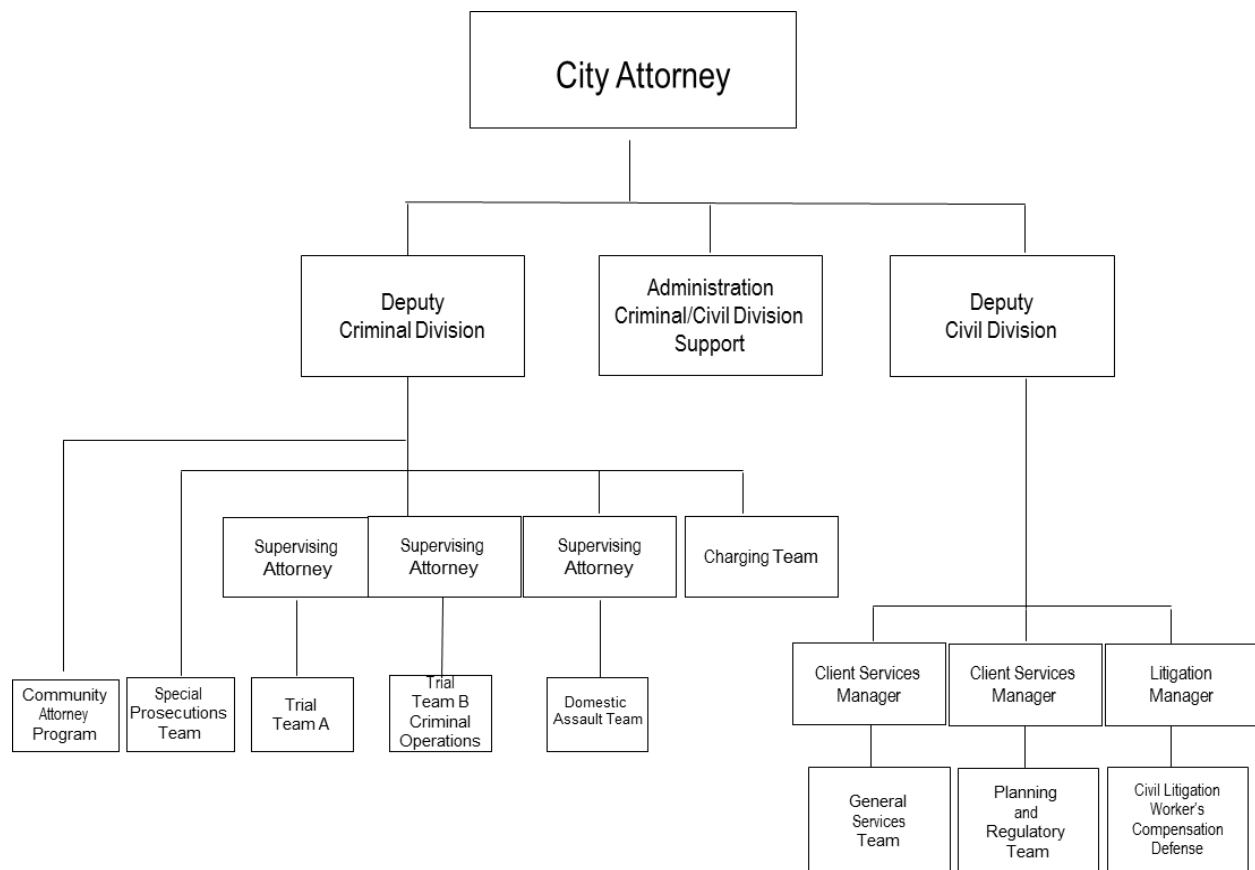 City Attorney
Deputy
Criminal Division
Administration
Criminal/Civil Division
Support
Deputy
Civil Division
Supervising
Attorney
Supervising
Attorney
Supervising
Attorney
Charging Team
Community
Attorney
Program
Special
Prosecutions
Team
Trial
Team A
Trial
Team B
Criminal
Operations
Domestic
Assault Team
Client Services
Manager
Client Services
Manager
Litigation
Manager
General
Services
Team
Planning
and
Regulatory
Team
Civil Litigation
Worker's
Compensation
Defense